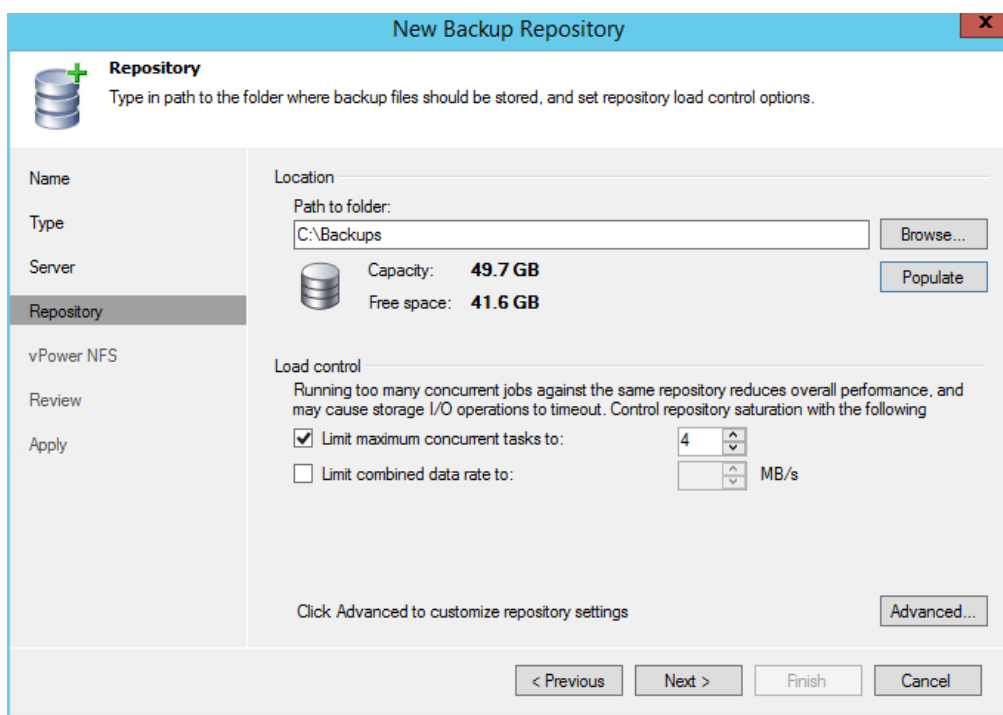 New Backup Repository
x
Repository
Type in path to the folder where backup files should be stored, and set repository load control options.
Name
Type
Server
Repository
vPower NFS
Review
Apply
Location
Path to folder:
C:\Backups
Browse...
Capacity: 49.7 GB
Populate
Free space: 41.6 GB
Load control
Running too many concurrent jobs against the same repository reduces overall performance, and
may cause storage I/O operations to timeout. Control repository saturation with the following
Limit maximum concurrent tasks to: 4
Limit combined data rate to: MB/s
Click Advanced to customize repository settings
Advanced...
< Previous
Next >
Finish
Cancel